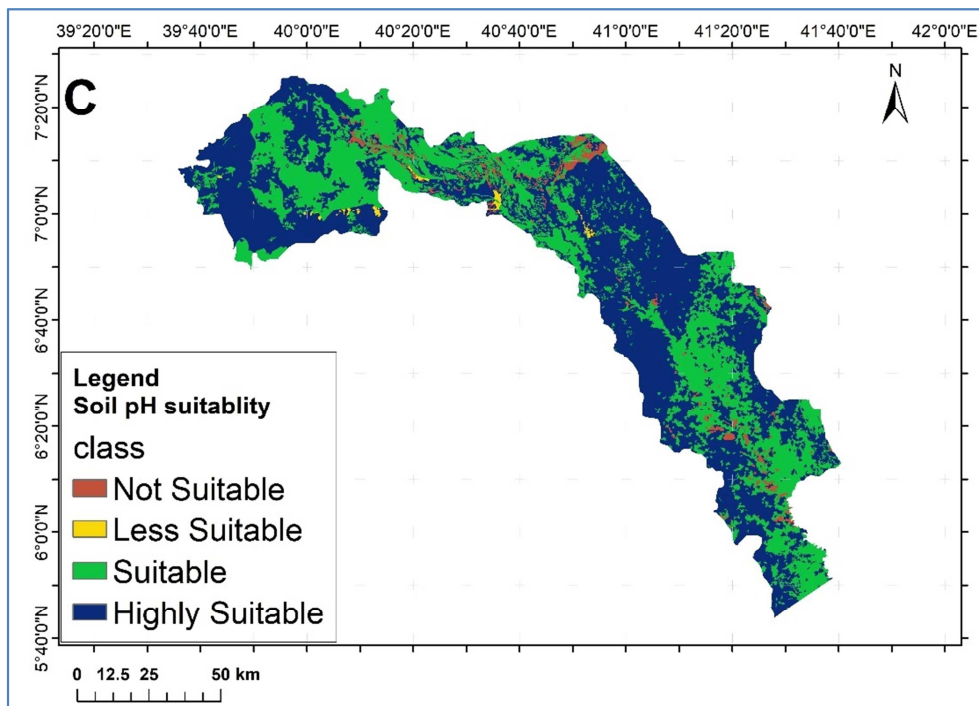 39°20'0"E 39°40'0"E 40°0'0"E 40°20'0"E 40°40'0"E 41°0'0"E 41°20'0"E 41°40'0"E 42°0'0"E
C
N
7°20'0"N
7°0'0"N
6°40'0"N
6°20'0"N
6°0'0"N
5°40'0"N
Legend
Soil pH suitablity
class
Not Suitable
Less Suitable
Suitable
Highly Suitable
0 12.5 25 50 km